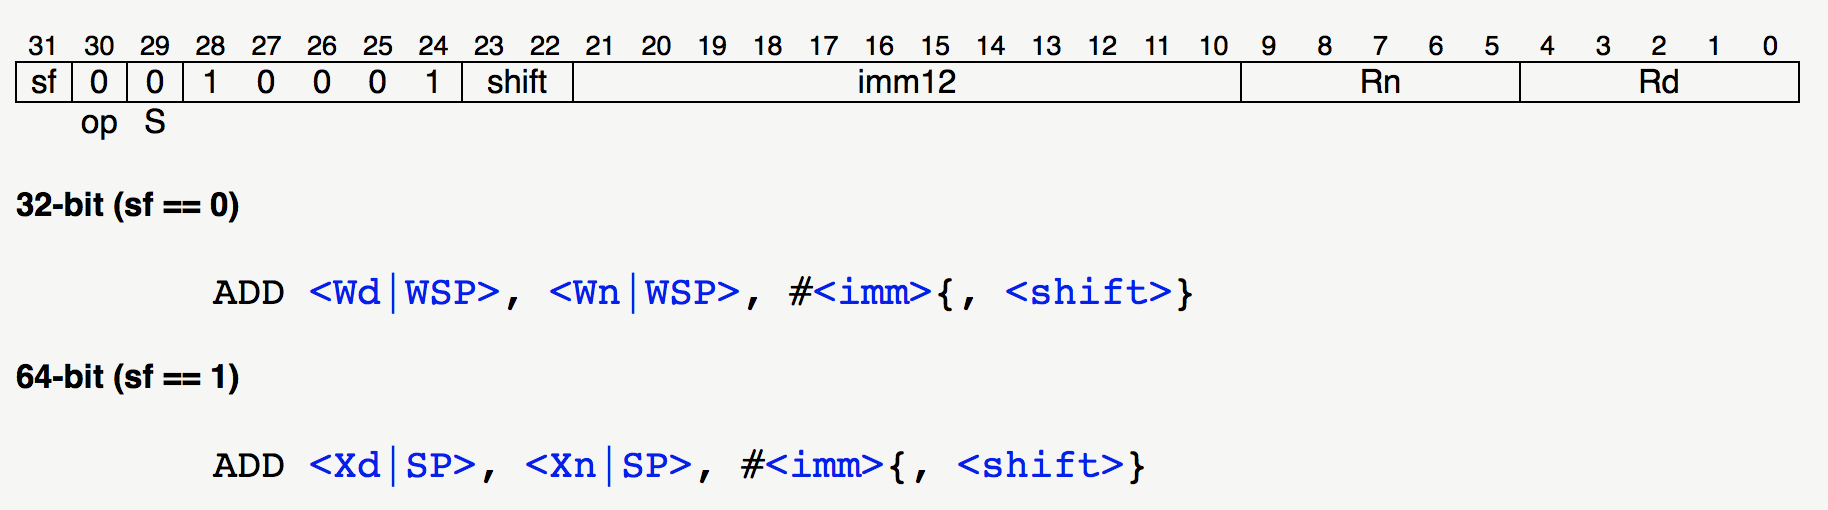 31 30 29 28 27 26 25 24 23 22 21 20 19 18 17 16 15 14 13 12 11 10 9 8 7 6 5 4 3 2 1 0
sf 0 0 1 0 0 0 1 shift imm12 Rn Rd
op S
32-bit (sf == 0)
ADD <Wd|WSP>, <Wn|WSP>, #<imm>{, <shift>}
64-bit (sf == 1)
ADD <Xd|SP>, <Xn|SP>, #<imm>{, <shift>}